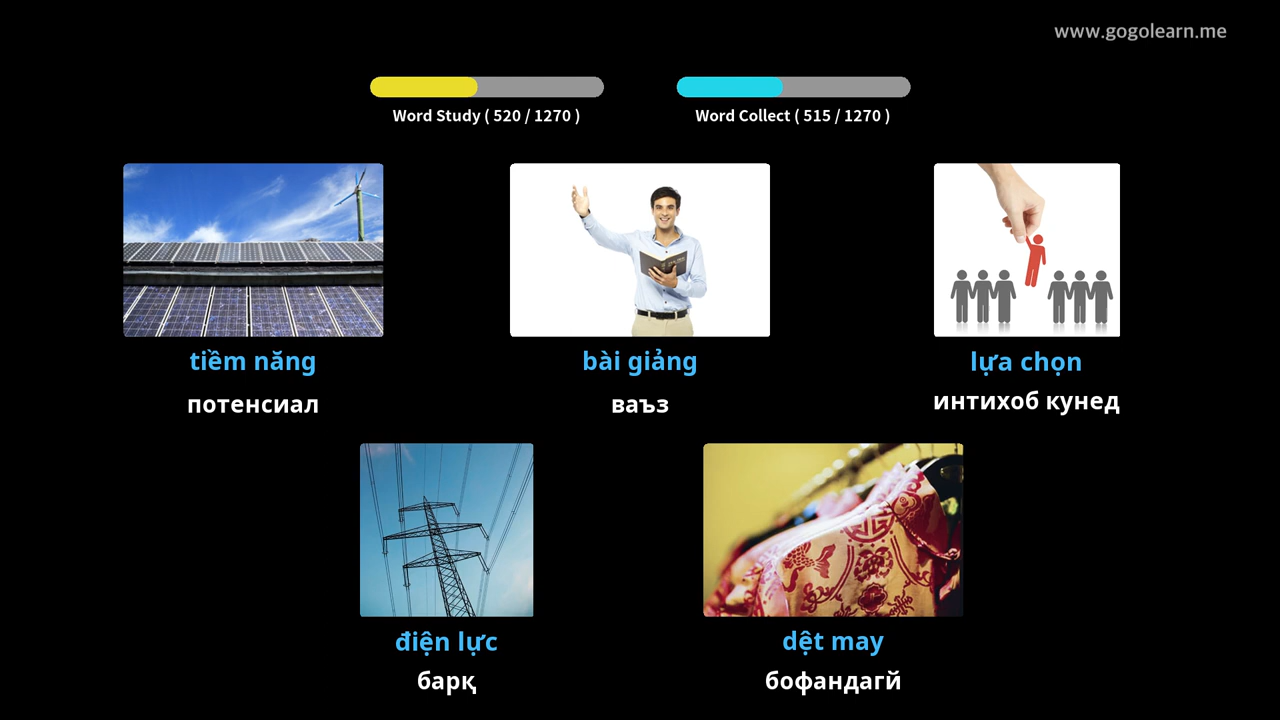 www.gogolearn.me
Word Study ( 520 / 1270 )
Word Collect ( 515 / 1270 )
tiềm năng
потенсиал
bài giảng
ваъз
lựa chọn
интихоб кунед
điện lực
барқ
dệt may
бофандагй